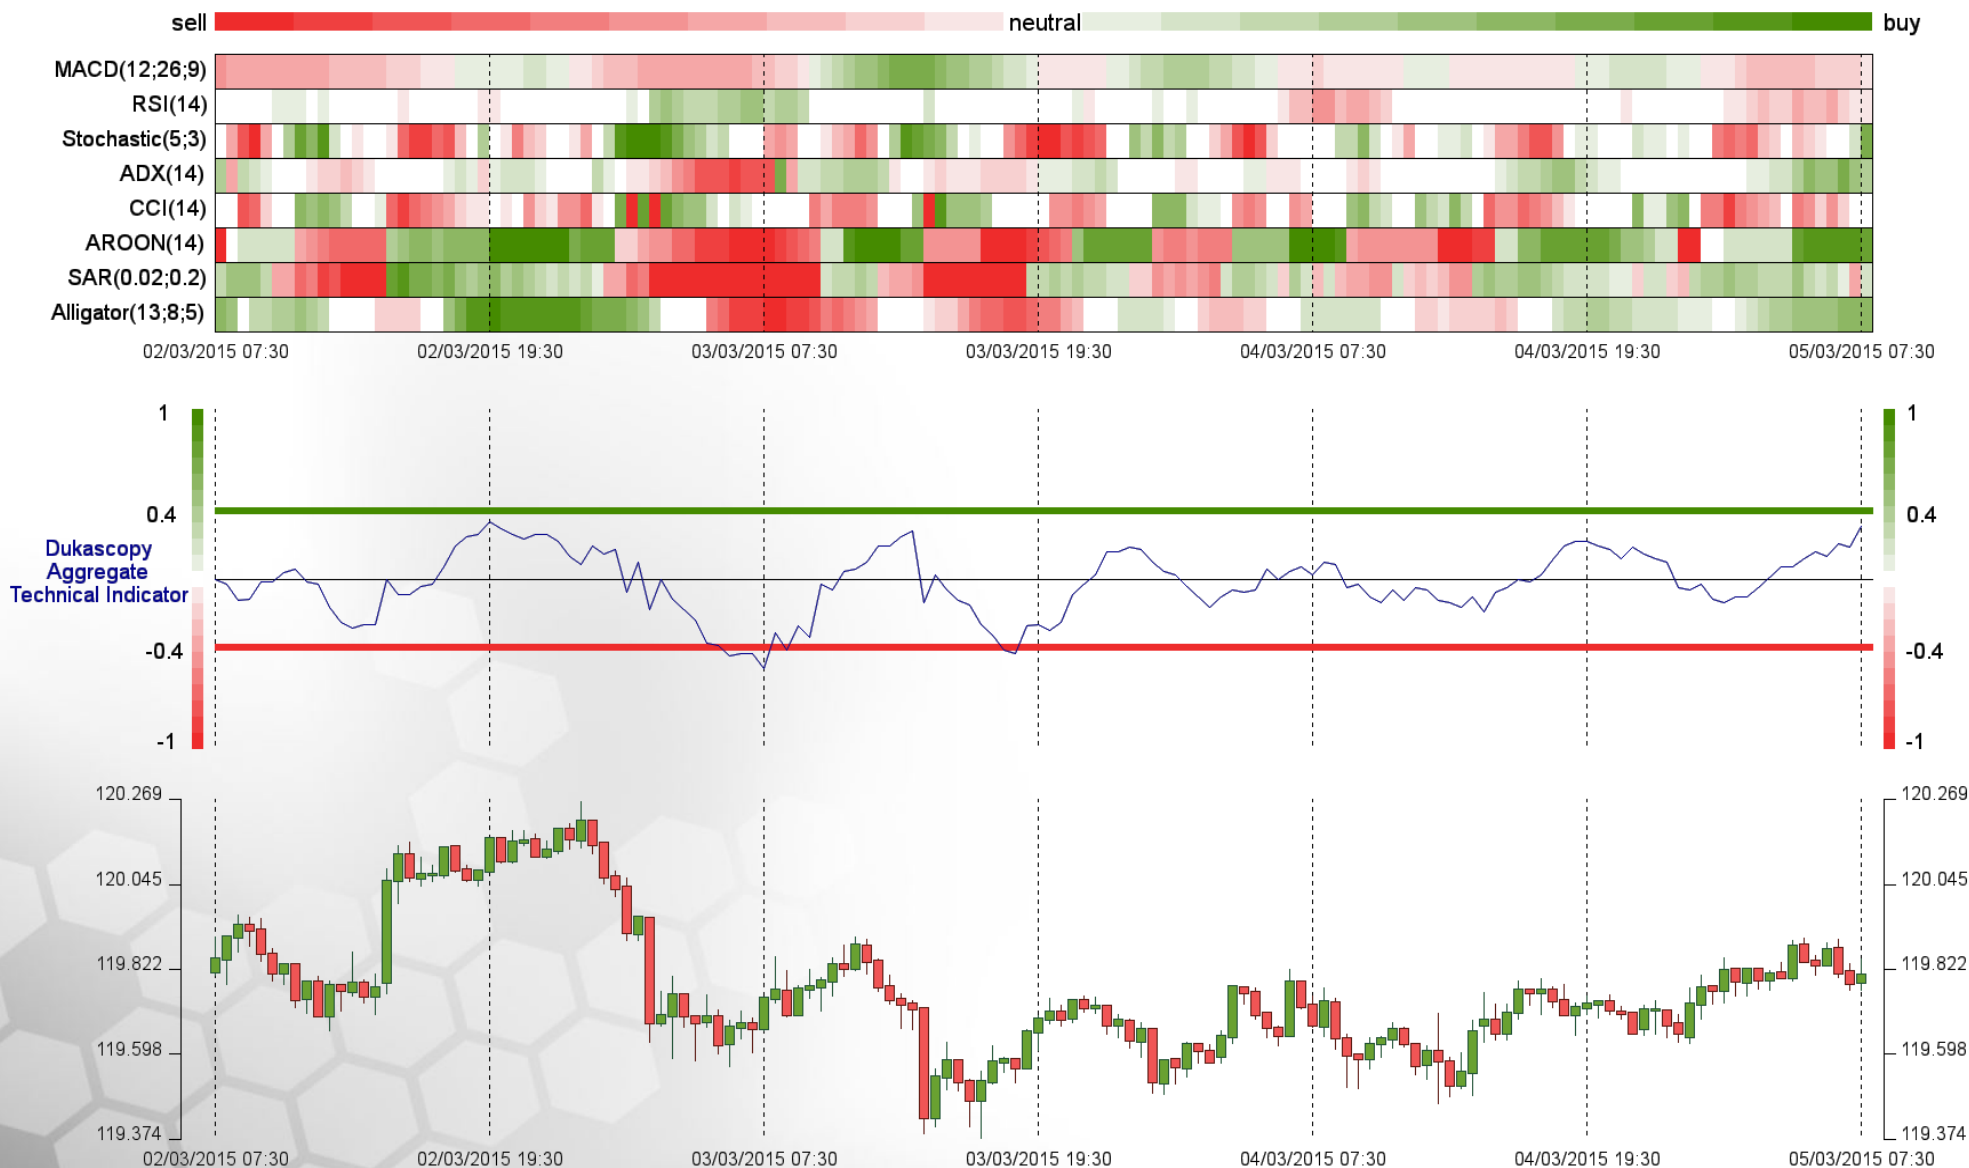 sell neutral buy
MACD(12;26;9)
RSI(14)
Stochastic(5;3)
ADX(14)
CCI(14)
AROON(14)
SAR(0.02;0.2)
Alligator(13;8;5)
02/03/2015 07:30 02/03/2015 19:30 03/03/2015 07:30 03/03/2015 19:30 04/03/2015 07:30 04/03/2015 19:30 05/03/2015 07:30
1 1
0.4 0.4
Dukascopy
Aggregate
Technical Indicator
-0.4 -0.4
-1 -1
120.269 120.269
120.045 120.045
119.822 119.822
119.598 119.598
119.374 119.374
02/03/2015 07:30 02/03/2015 19:30 03/03/2015 07:30 03/03/2015 19:30 04/03/2015 07:30 04/03/2015 19:30 05/03/2015 07:30